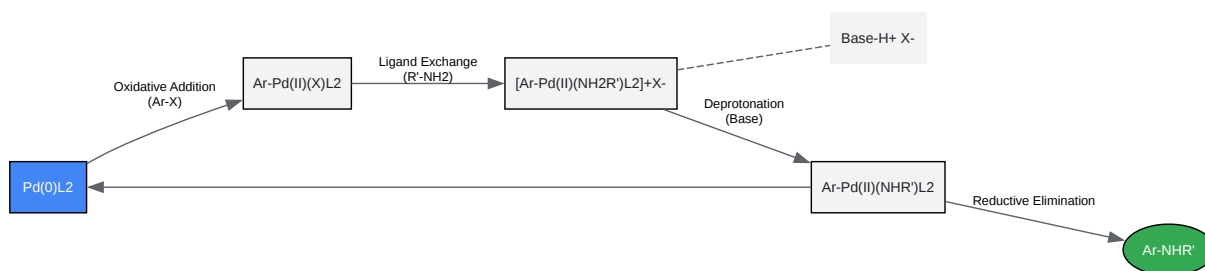 Base-H+ X-
Ligand Exchange
(R'-NH2)
Oxidative Addition
(Ar-X)
Ar-Pd(II)(X)L2
[Ar-Pd(II)(NH2R')L2]+X-
Deprotonation
(Base)
Pd(0)L2
Ar-Pd(II)(NHR')L2
Reductive Elimination
Ar-NHR'